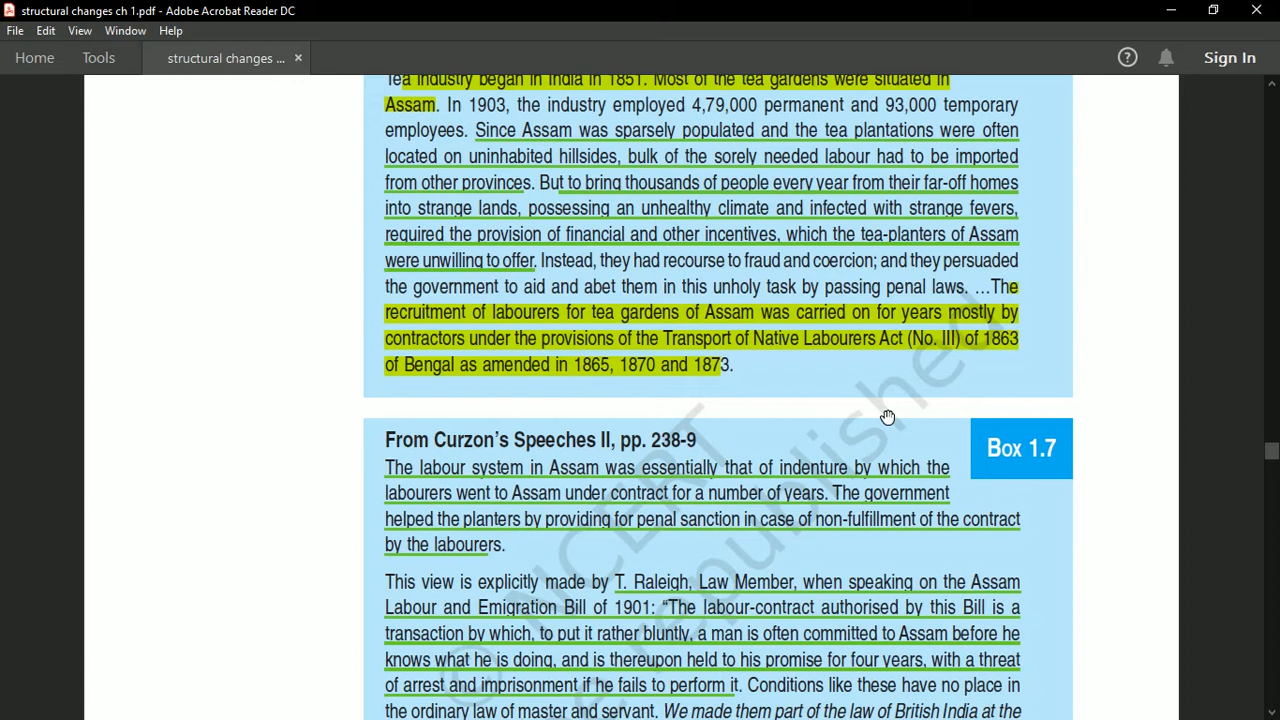 structural changes ch 1.pdf - Adobe Acrobat Reader DC
File Edit View Window Help
Home Tools structural changes ... × Sign In
Tea industry began in India in 1851. Most of the tea gardens were situated in
Assam. In 1903, the industry employed 4,79,000 permanent and 93,000 temporary
employees. Since Assam was sparsely populated and the tea plantations were often
located on uninhabited hillsides, bulk of the sorely needed labour had to be imported
from other provinces. But to bring thousands of people every year from their far-off homes
into strange lands, possessing an unhealthy climate and infected with strange fevers,
required the provision of financial and other incentives, which the tea-planters of Assam
were unwilling to offer. Instead, they had recourse to fraud and coercion; and they persuaded
the government to aid and abet them in this unholy task by passing penal laws. …The
recruitment of labourers for tea gardens of Assam was carried on for years mostly by
contractors under the provisions of the Transport of Native Labourers Act (No. III) of 1863
of Bengal as amended in 1865, 1870 and 1873.
From Curzon's Speeches II, pp. 238-9
Box 1.7
The labour system in Assam was essentially that of indenture by which the
labourers went to Assam under contract for a number of years. The government
helped the planters by providing for penal sanction in case of non-fulfillment of the contract
by the labourers.
This view is explicitly made by T. Raleigh, Law Member, when speaking on the Assam
Labour and Emigration Bill of 1901: “The labour-contract authorised by this Bill is a
transaction by which, to put it rather bluntly, a man is often committed to Assam before he
knows what he is doing, and is thereupon held to his promise for four years, with a threat
of arrest and imprisonment if he fails to perform it. Conditions like these have no place in
the ordinary law of master and servant. We made them part of the law of British India at the
© NCERT
republished